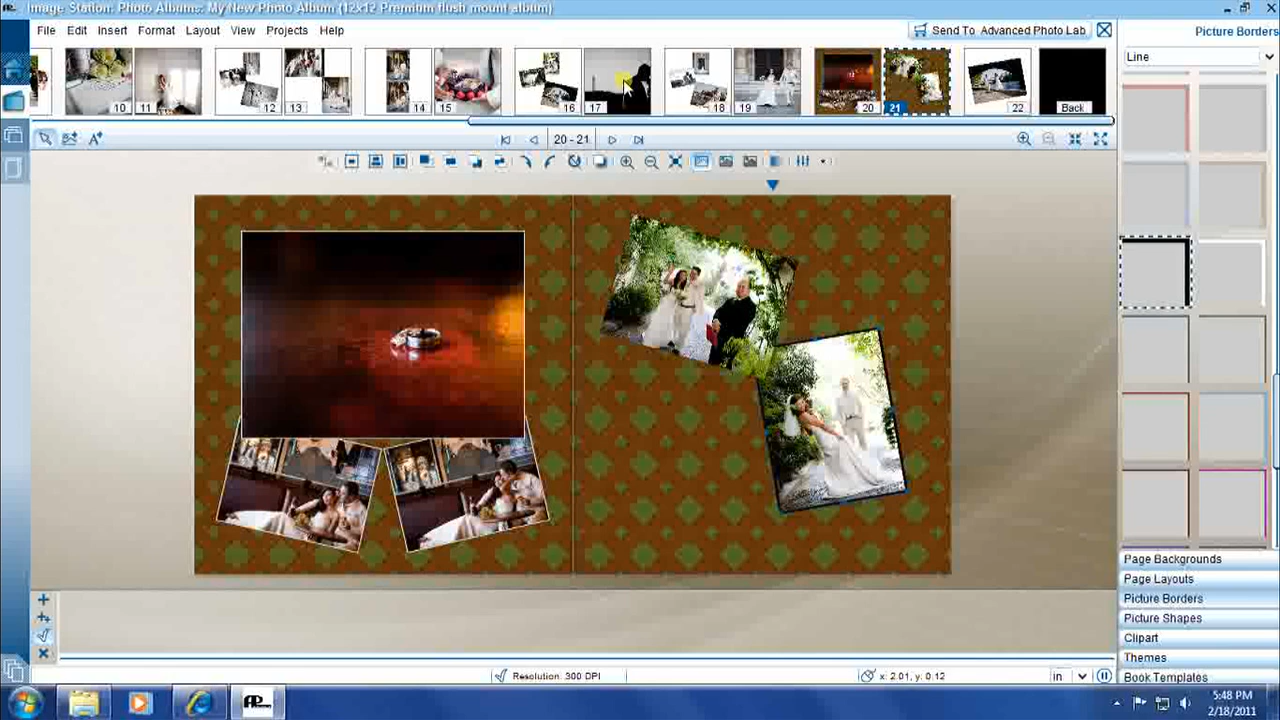 Image Station: Photo Albums: My New Photo Album (12x12 Premium flush mount album)
File Edit Insert Format Layout View Projects Help
Send To Advanced Photo Lab
Picture Borders
Line
10 11 12 13 14 15 16 17 18 19 20 21 22 Back
20 - 21
Page Backgrounds
Page Layouts
Picture Borders
Picture Shapes
Clipart
Themes
Book Templates
Resolution: 300 DPI
x: 2.01, y: 0.12
in
AP
5:48 PM
2/18/2011